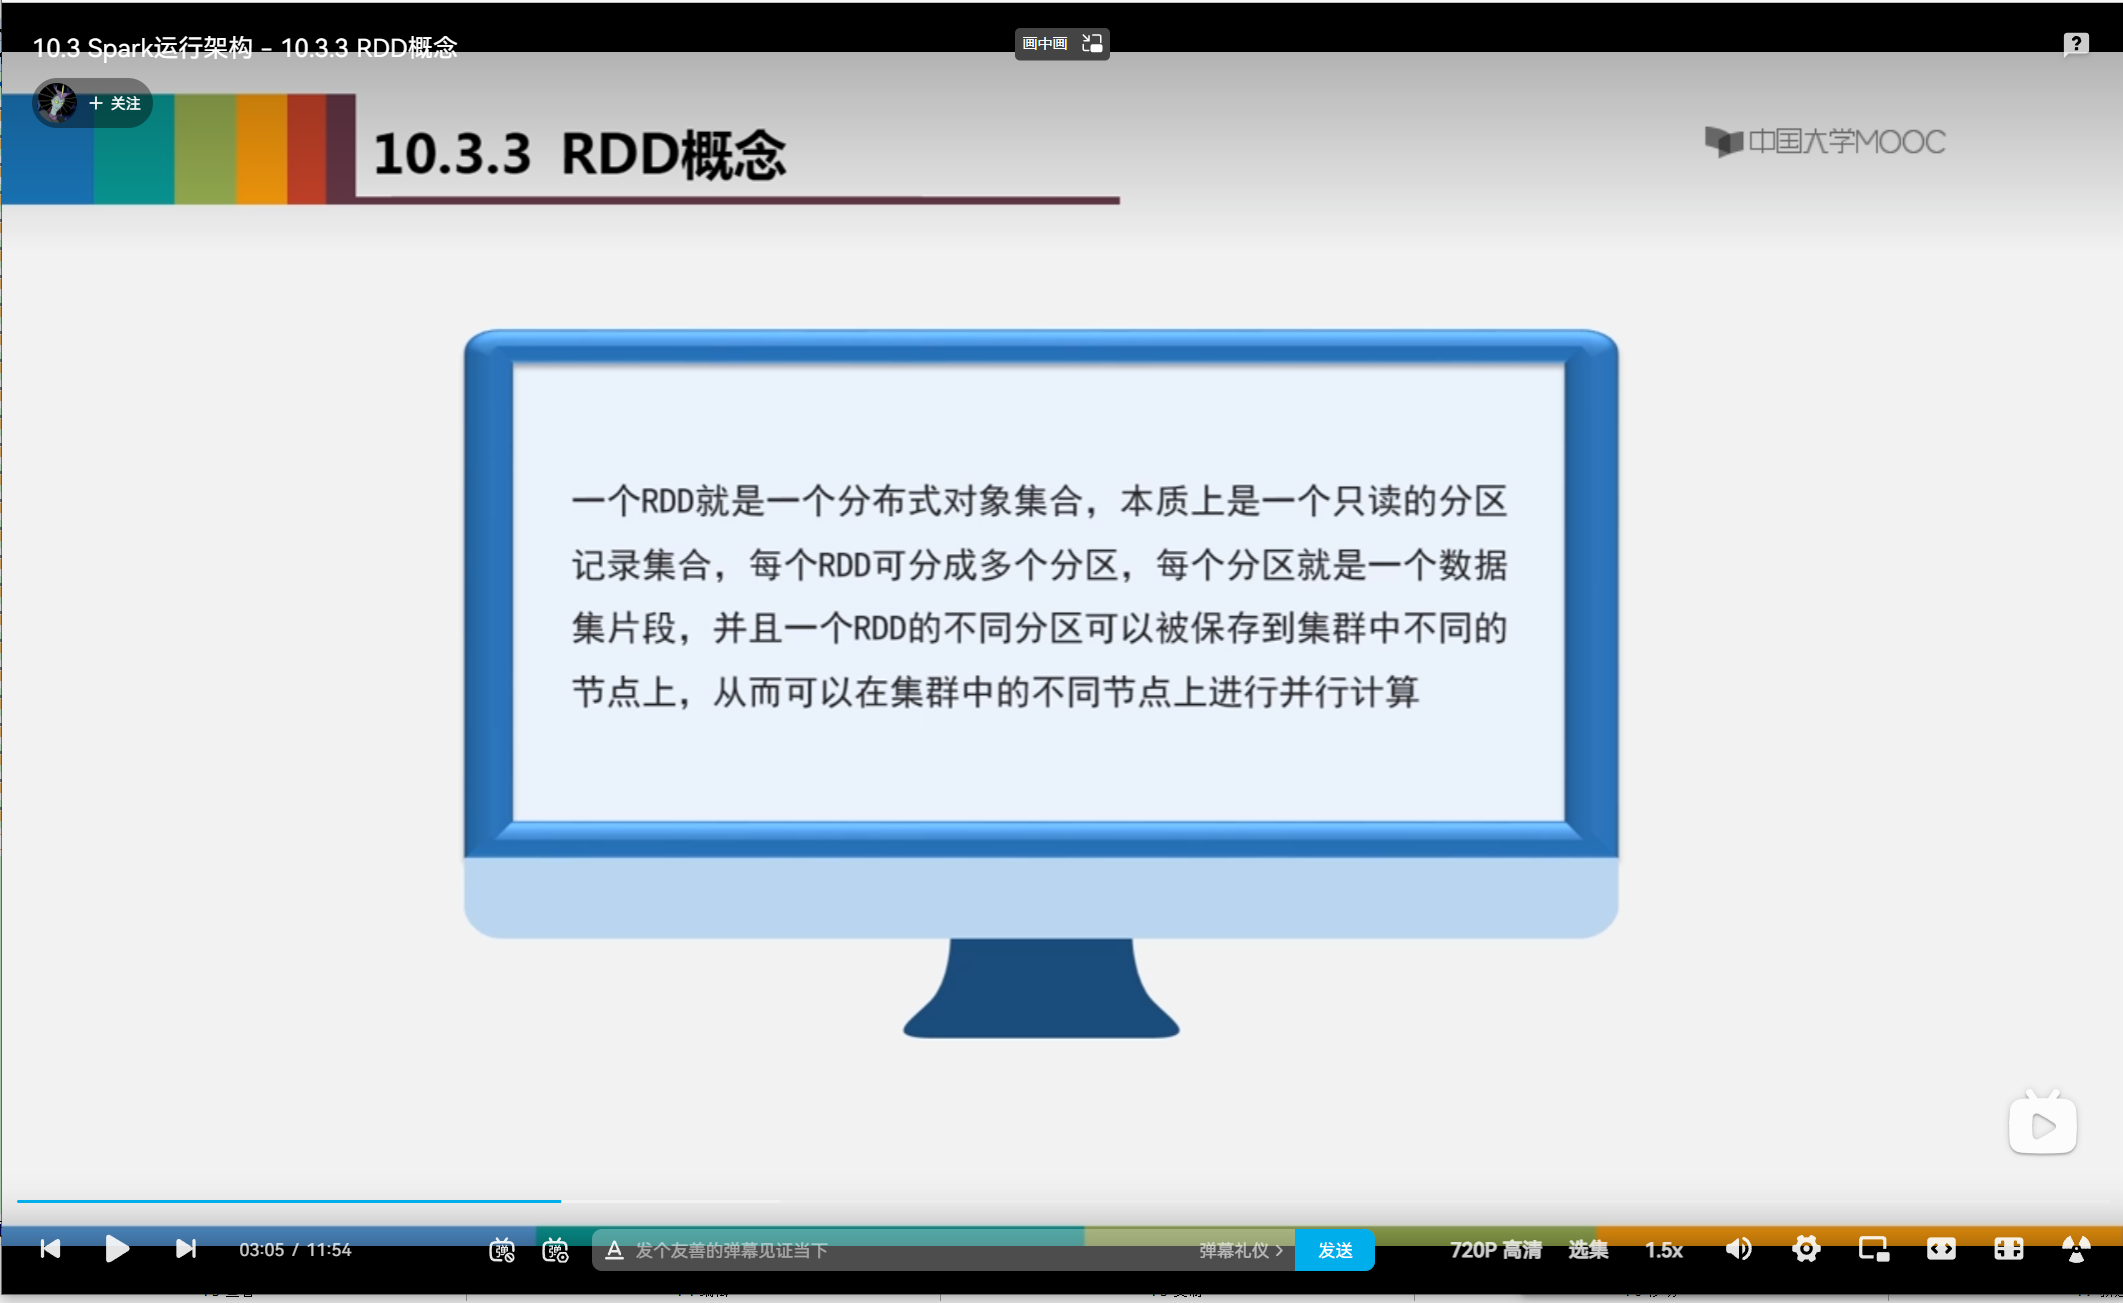 10.3 Spark运行架构 - 10.3.3 RDD概念
画中画
?
+ 关注
10.3.3 RDD概念
中国大学MOOC
一个RDD就是一个分布式对象集合，本质上是一个只读的分区
记录集合，每个RDD可分成多个分区，每个分区就是一个数据
集片段，并且一个RDD的不同分区可以被保存到集群中不同的
节点上，从而可以在集群中的不同节点上进行并行计算
03:05 / 11:54
弹
弹
A
发个友善的弹幕见证当下
弹幕礼仪 >
发送
720P 高清
选集
1.5x